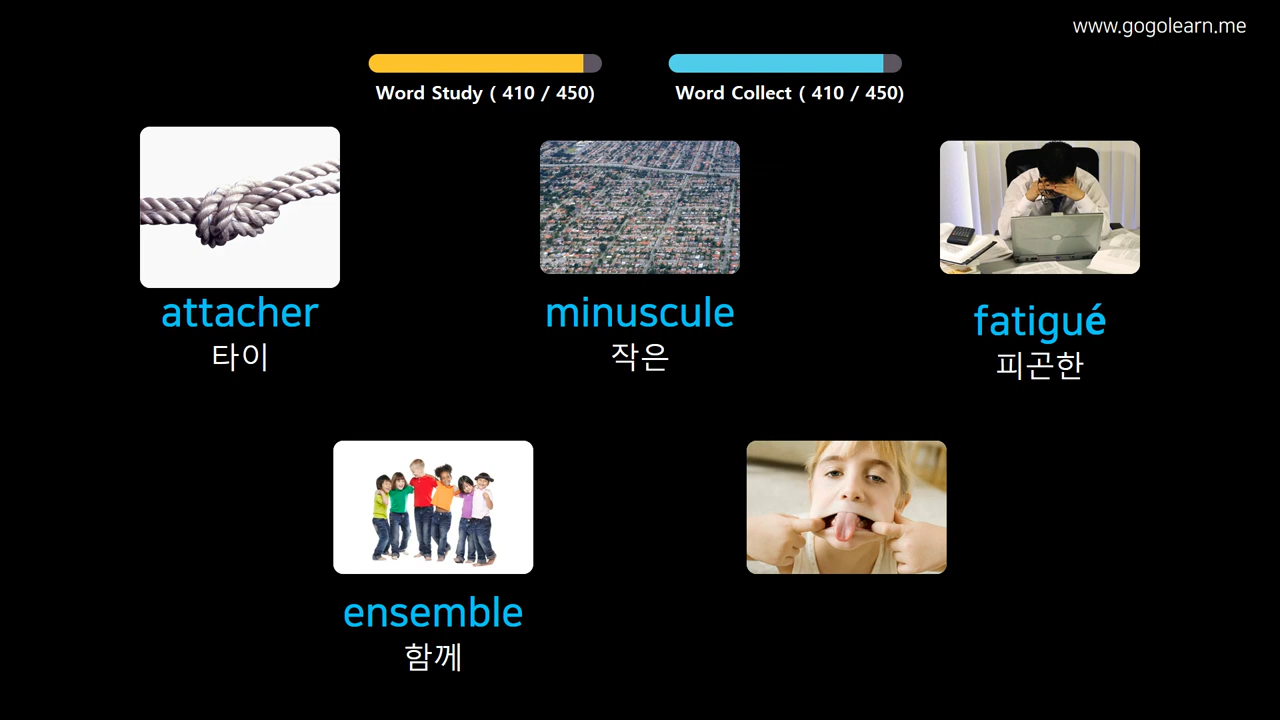 www.gogolearn.me
Word Study ( 410 / 450)
Word Collect ( 410 / 450)
attacher
타이
minuscule
작은
fatigué
피곤한
ensemble
함께